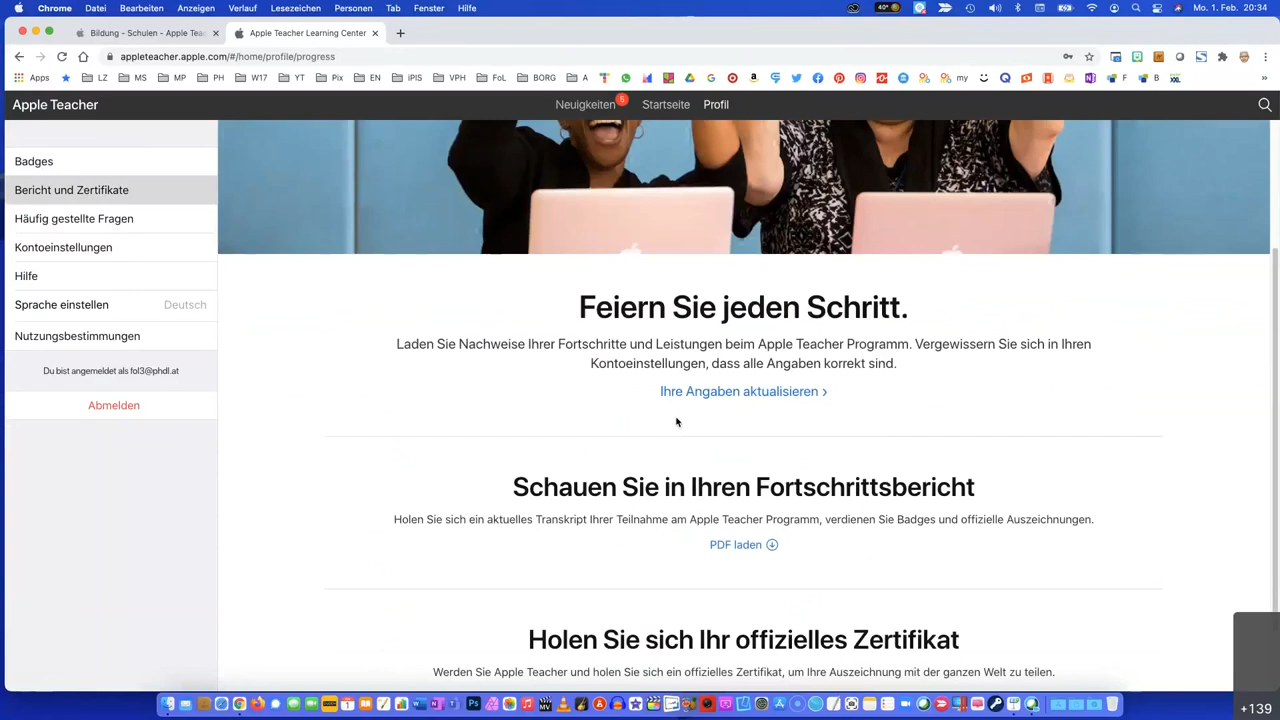 Chrome Datei Bearbeiten Anzeigen Verlauf Lesezeichen Personen Tab Fenster Hilfe 40° Mo. 1. Feb. 20:34
Bildung – Schulen – Apple Tea Apple Teacher Learning Center
appleteacher.apple.com/#/home/profile/progress
Apps LZ MS MP PH W17 YT Pix EN iPIS VPH FoL BORG A my F B
Apple Teacher Neuigkeiten 5 Startseite Profil
Badges
Bericht und Zertifikate
Häufig gestellte Fragen
Kontoeinstellungen
Hilfe
Sprache einstellen Deutsch
Nutzungsbestimmungen
Du bist angemeldet als fol3@phdl.at
Abmelden
Feiern Sie jeden Schritt.
Laden Sie Nachweise Ihrer Fortschritte und Leistungen beim Apple Teacher Programm. Vergewissern Sie sich in Ihren
Kontoeinstellungen, dass alle Angaben korrekt sind.
Ihre Angaben aktualisieren >
Schauen Sie in Ihren Fortschrittsbericht
Holen Sie sich ein aktuelles Transkript Ihrer Teilnahme am Apple Teacher Programm, verdienen Sie Badges und offizielle Auszeichnungen.
PDF laden
Holen Sie sich Ihr offizielles Zertifikat
Werden Sie Apple Teacher und holen Sie sich ein offizielles Zertifikat, um Ihre Auszeichnung mit der ganzen Welt zu teilen.
+139